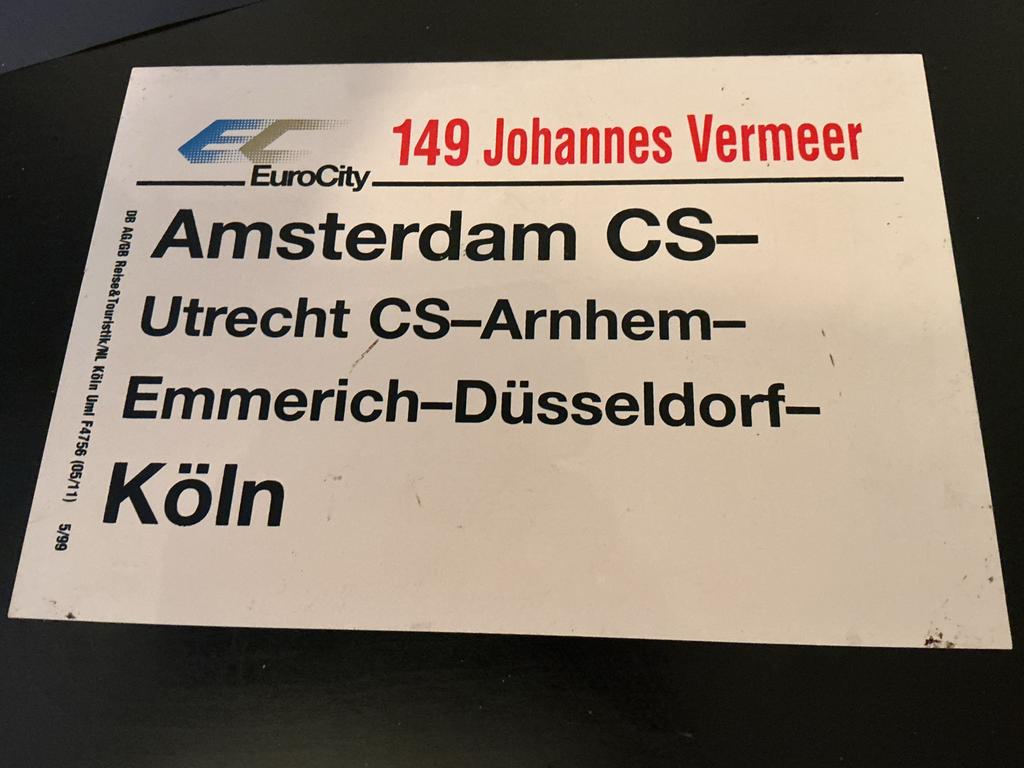 EC 149 Johannes Vermeer
EuroCity
Amsterdam CS–
Utrecht CS–Arnhem–
Emmerich–Düsseldorf–
Köln
DB AG/GB Reise&Touristik/NL Köln Uml F4756 (05/11) 5/99